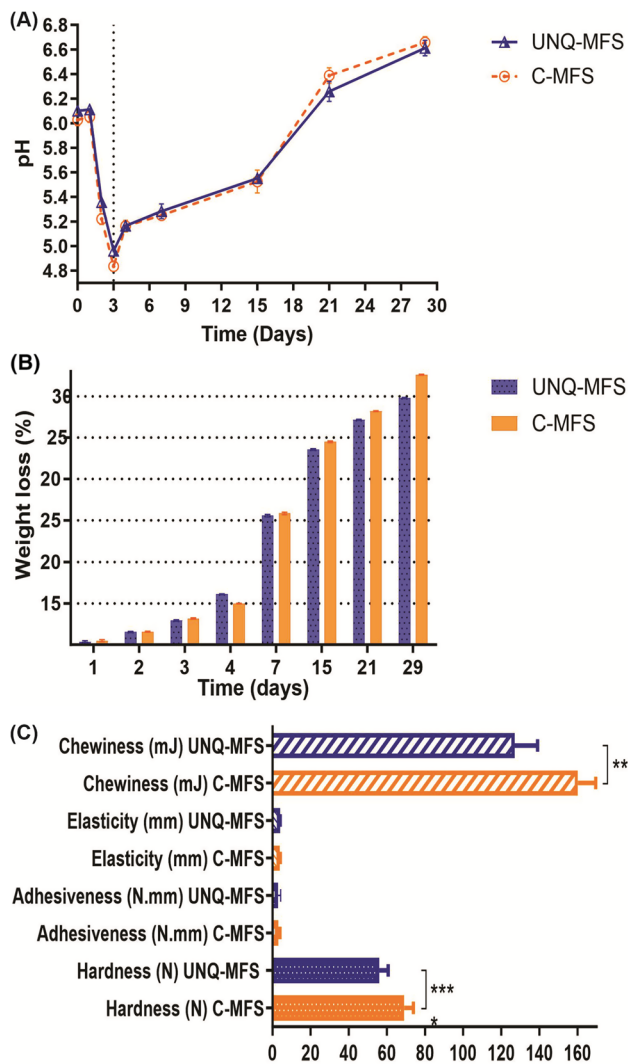 (A)
6.8
6.6
6.4
6.2
6.0
5.8
5.6
5.4
5.2
5.0
4.8
pH
0 3 6 9 12 15 18 21 24 27 30
Time (Days)
UNQ-MFS
C-MFS
(B)
30
25
20
25
20
15
Weight loss (%)
1 2 3 4 7 15 21 29
Time (days)
UNQ-MFS
C-MFS
(C)
Chewiness (mJ) UNQ-MFS
Chewiness (mJ) C-MFS
**
Elasticity (mm) UNQ-MFS
Elasticity (mm) C-MFS
Adhesiveness (N.mm) UNQ-MFS
Adhesiveness (N.mm) C-MFS
Hardness (N) UNQ-MFS
Hardness (N) C-MFS
***
*
0 20 40 60 80 100 120 140 160